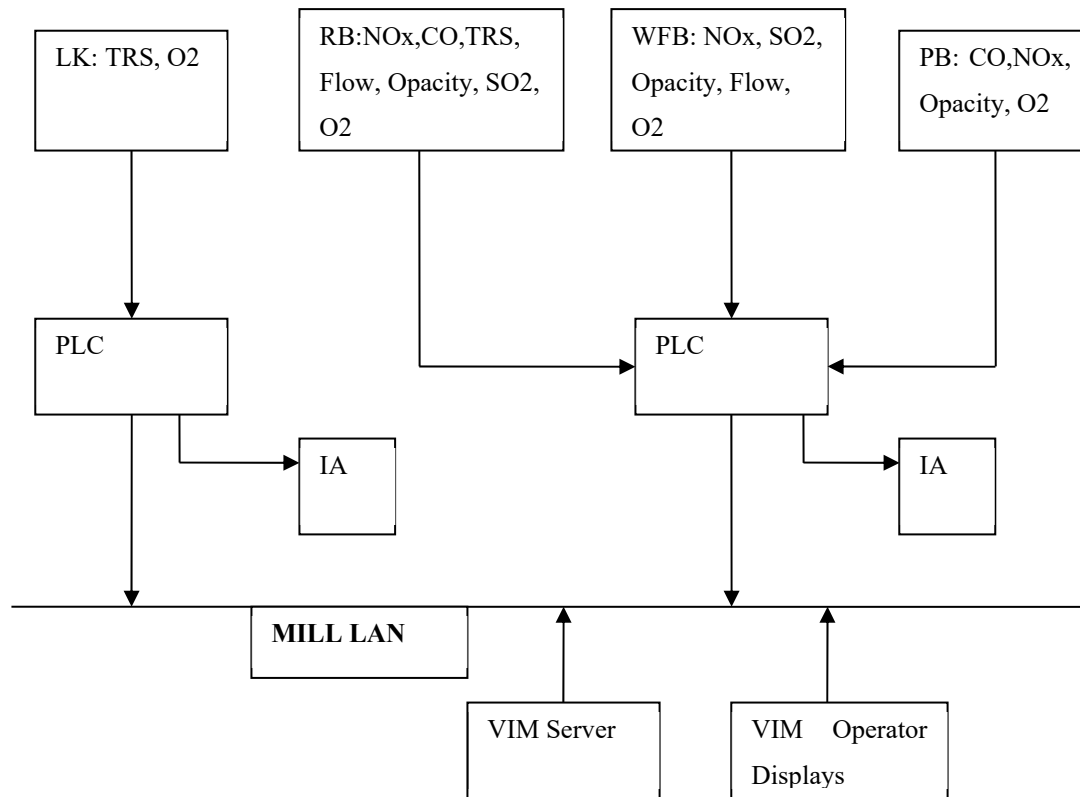 LK: TRS, O2
RB:NOx,CO,TRS,
Flow, Opacity, SO2,
O2
WFB: NOx, SO2,
Opacity, Flow,
O2
PB: CO,NOx,
Opacity, O2
PLC
PLC
IA
IA
MILL LAN
VIM Server
VIM Operator
Displays